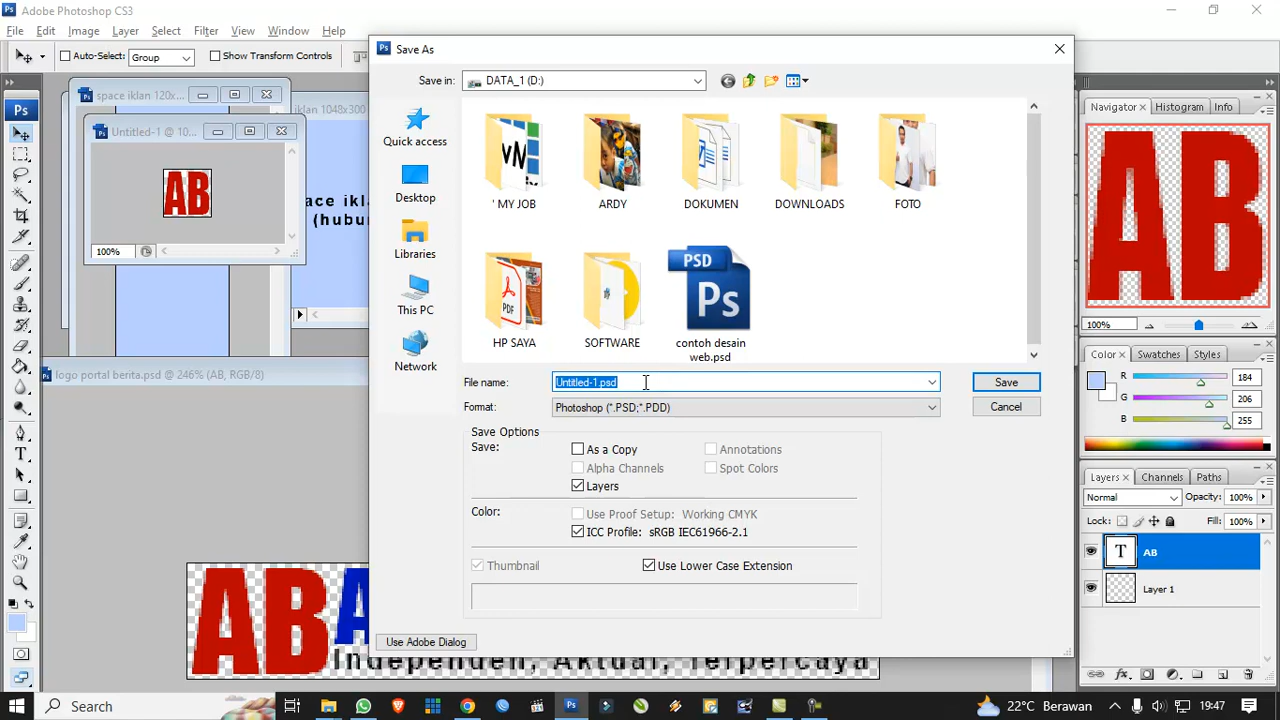 Adobe Photoshop CS3
File Edit Image Layer Select Filter View Window Help
Auto-Select: Group Show Transform Controls
Save As
Save in: DATA_1 (D:)
space iklan 120x...
iklan 1048x300
Untitled-1 @ 10...
AB
100%
ace ikla
(hubu
Quick access
Desktop
Libraries
This PC
Network
' MY JOB
ARDY
DOKUMEN
DOWNLOADS
FOTO
HP SAYA
SOFTWARE
PSD
Ps
contoh desain
web.psd
File name: Untitled-1.psd Save
Format: Photoshop (*.PSD;*.PDD) Cancel
Save Options
Save: As a Copy Annotations
Alpha Channels Spot Colors
Layers
Color: Use Proof Setup: Working CMYK
ICC Profile: sRGB IEC61966-2.1
Thumbnail Use Lower Case Extension
Use Adobe Dialog
logo portal berita.psd @ 246% (AB, RGB/8)
AB
Independen, Aktual, Terpercaya
Navigator Histogram Info
AB
100%
Color Swatches Styles
R 184
G 206
B 255
Layers Channels Paths
Normal Opacity: 100%
Lock: Fill: 100%
T AB
Layer 1
Search
22°C Berawan
19:47